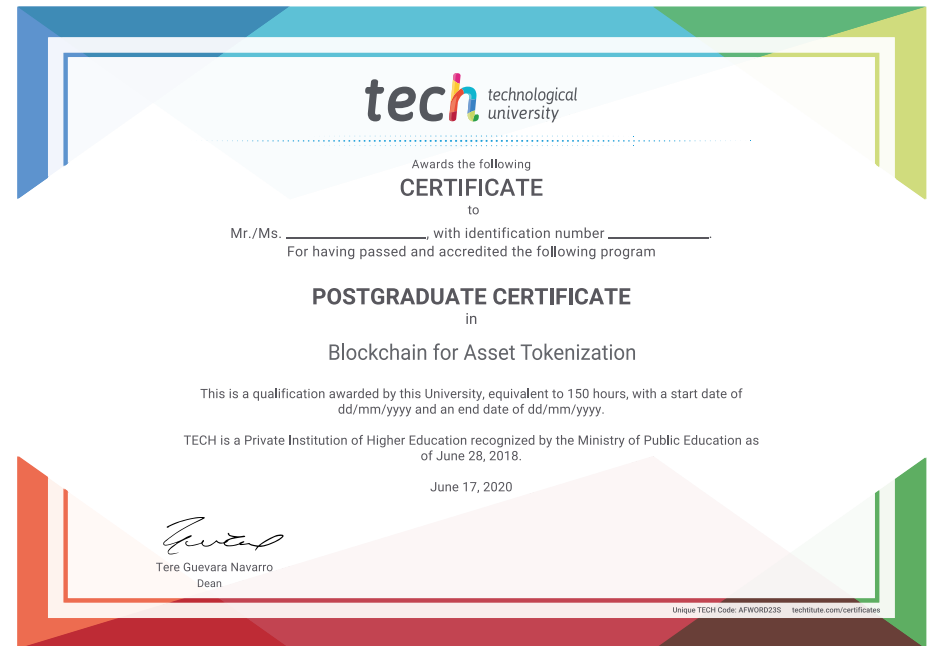 tech technological
university
Awards the following
CERTIFICATE
to
Mr./Ms. ____________________, with identification number ______________.
For having passed and accredited the following program
POSTGRADUATE CERTIFICATE
in
Blockchain for Asset Tokenization
This is a qualification awarded by this University, equivalent to 150 hours, with a start date of
dd/mm/yyyy and an end date of dd/mm/yyyy.
TECH is a Private Institution of Higher Education recognized by the Ministry of Public Education as
of June 28, 2018.
June 17, 2020
Tere Guevara Navarro
Dean
Unique TECH Code: AFWORD23S techtitute.com/certificates